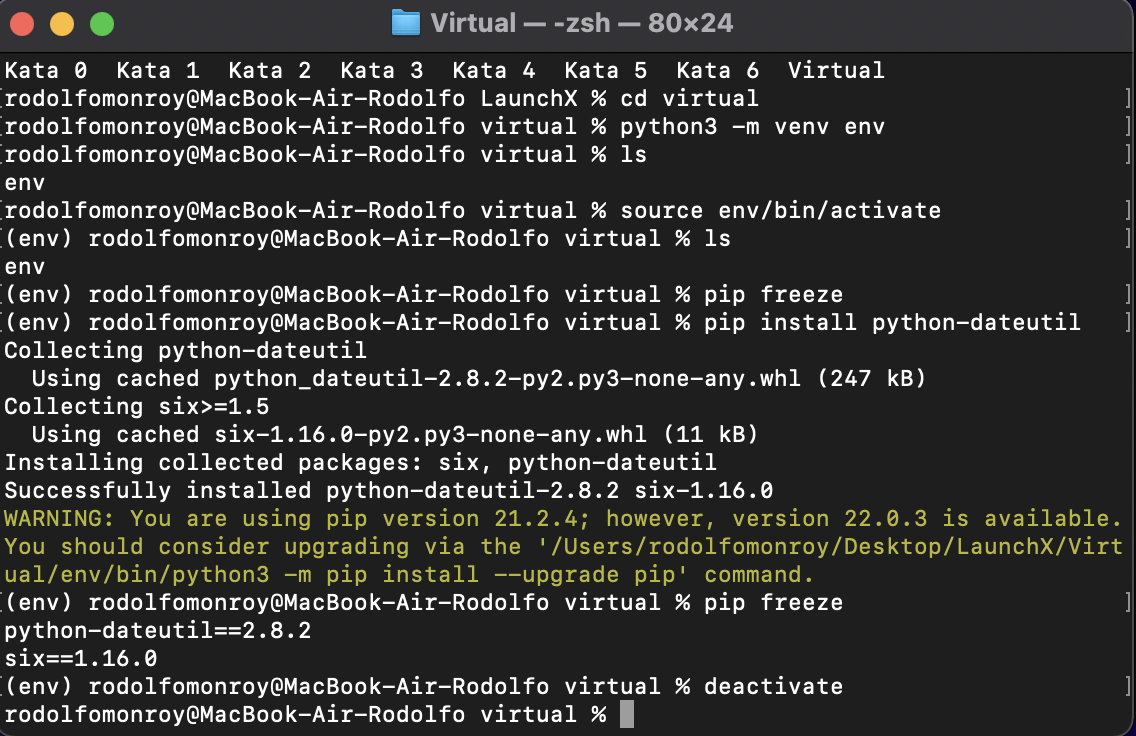 Virtual — -zsh — 80×24
Kata 0  Kata 1  Kata 2  Kata 3  Kata 4  Kata 5  Kata 6  Virtual
[rodolfomonroy@MacBook-Air-Rodolfo LaunchX % cd virtual ]
[rodolfomonroy@MacBook-Air-Rodolfo virtual % python3 -m venv env ]
[rodolfomonroy@MacBook-Air-Rodolfo virtual % ls ]
env
[rodolfomonroy@MacBook-Air-Rodolfo virtual % source env/bin/activate ]
[(env) rodolfomonroy@MacBook-Air-Rodolfo virtual % ls ]
env
[(env) rodolfomonroy@MacBook-Air-Rodolfo virtual % pip freeze ]
[(env) rodolfomonroy@MacBook-Air-Rodolfo virtual % pip install python-dateutil ]
Collecting python-dateutil
  Using cached python_dateutil-2.8.2-py2.py3-none-any.whl (247 kB)
Collecting six>=1.5
  Using cached six-1.16.0-py2.py3-none-any.whl (11 kB)
Installing collected packages: six, python-dateutil
Successfully installed python-dateutil-2.8.2 six-1.16.0
WARNING: You are using pip version 21.2.4; however, version 22.0.3 is available.
You should consider upgrading via the '/Users/rodolfomonroy/Desktop/LaunchX/Virt
ual/env/bin/python3 -m pip install --upgrade pip' command.
[(env) rodolfomonroy@MacBook-Air-Rodolfo virtual % pip freeze ]
python-dateutil==2.8.2
six==1.16.0
[(env) rodolfomonroy@MacBook-Air-Rodolfo virtual % deactivate ]
rodolfomonroy@MacBook-Air-Rodolfo virtual %